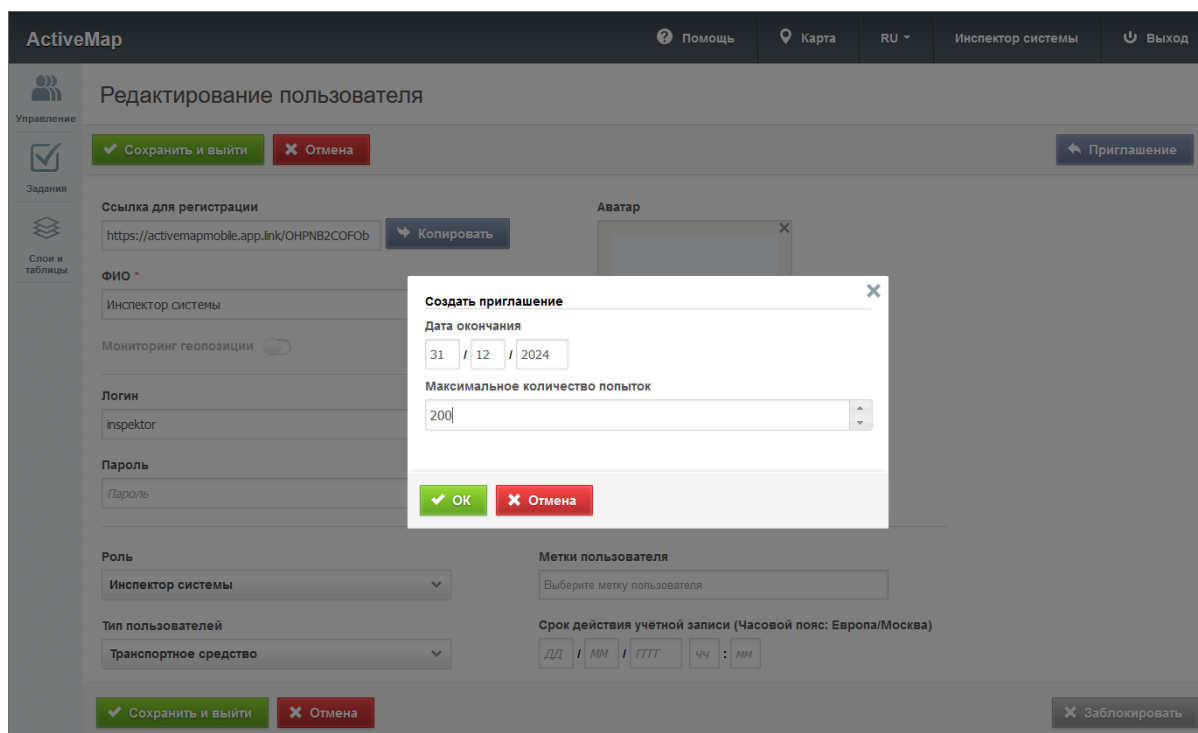 ActiveMap
Помощь
Карта
RU
Инспектор системы
Выход
Управление
Задания
Слои и
таблицы
Редактирование пользователя
Сохранить и выйти
Отмена
Приглашение
Ссылка для регистрации
https://activemapmobile.app.link/OHPNB2COFOb
Копировать
Аватар
ФИО *
Инспектор системы
Мониторинг геопозиции
Логин
inspektor
Пароль
Пароль
Создать приглашение
Дата окончания
31 / 12 / 2024
Максимальное количество попыток
200
ОК
Отмена
Роль
Инспектор системы
Метки пользователя
Выберите метку пользователя
Тип пользователей
Транспортное средство
Срок действия учётной записи (Часовой пояс: Европа/Москва)
ДД / ММ / ГГГГ чч : мм
Сохранить и выйти
Отмена
Заблокировать